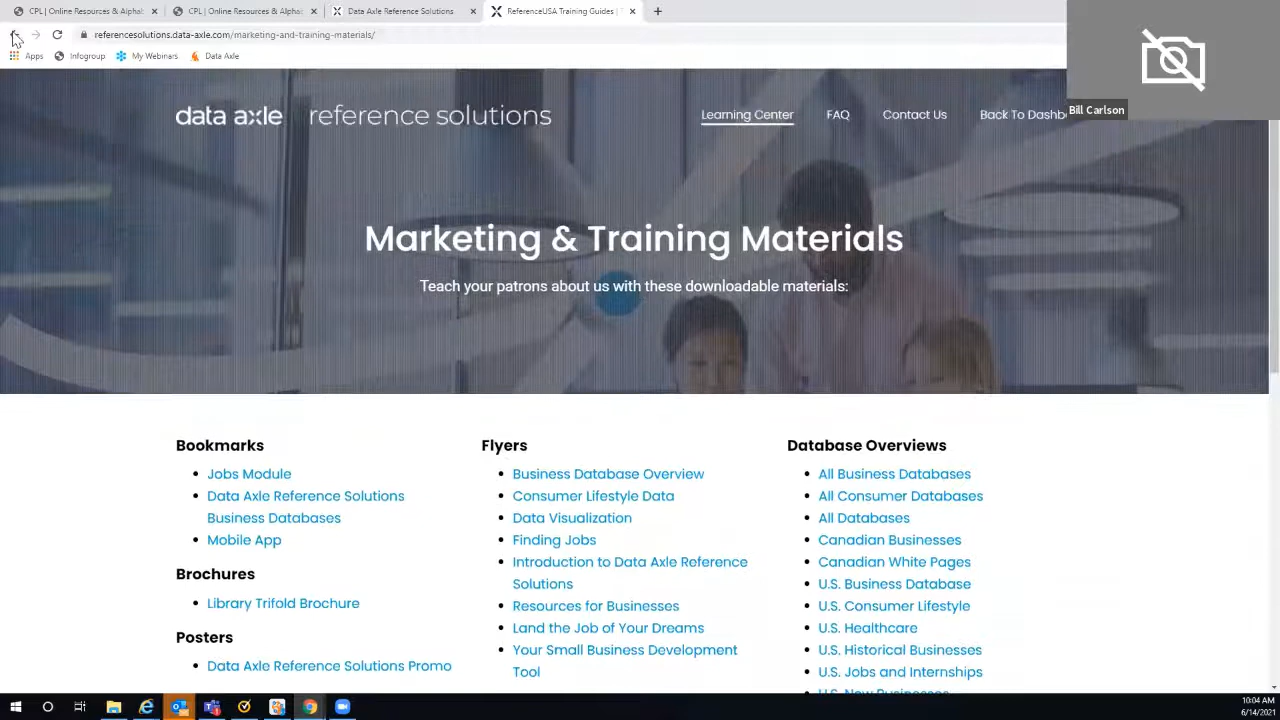 CPL | Online Resources & Alphab
CPL | Online Resources & Alphab
Data Axle Reference Solutions
ReferenceUSA Training Guides |
referencesolutions.data-axle.com/marketing-and-training-materials/
Apps
Infogroup
My Webinars
Data Axle
Bill Carlson
data axle reference solutions
Learning Center
FAQ
Contact Us
Back To Dashbo
Marketing & Training Materials
Teach your patrons about us with these downloadable materials:
Bookmarks
Jobs Module
Data Axle Reference Solutions
Business Databases
Mobile App
Brochures
Library Trifold Brochure
Posters
Data Axle Reference Solutions Promo
Flyers
Business Database Overview
Consumer Lifestyle Data
Data Visualization
Finding Jobs
Introduction to Data Axle Reference
Solutions
Resources for Businesses
Land the Job of Your Dreams
Your Small Business Development
Tool
Database Overviews
All Business Databases
All Consumer Databases
All Databases
Canadian Businesses
Canadian White Pages
U.S. Business Database
U.S. Consumer Lifestyle
U.S. Healthcare
U.S. Historical Businesses
U.S. Jobs and Internships
U.S. New Businesses
10:04 AM
6/14/2021